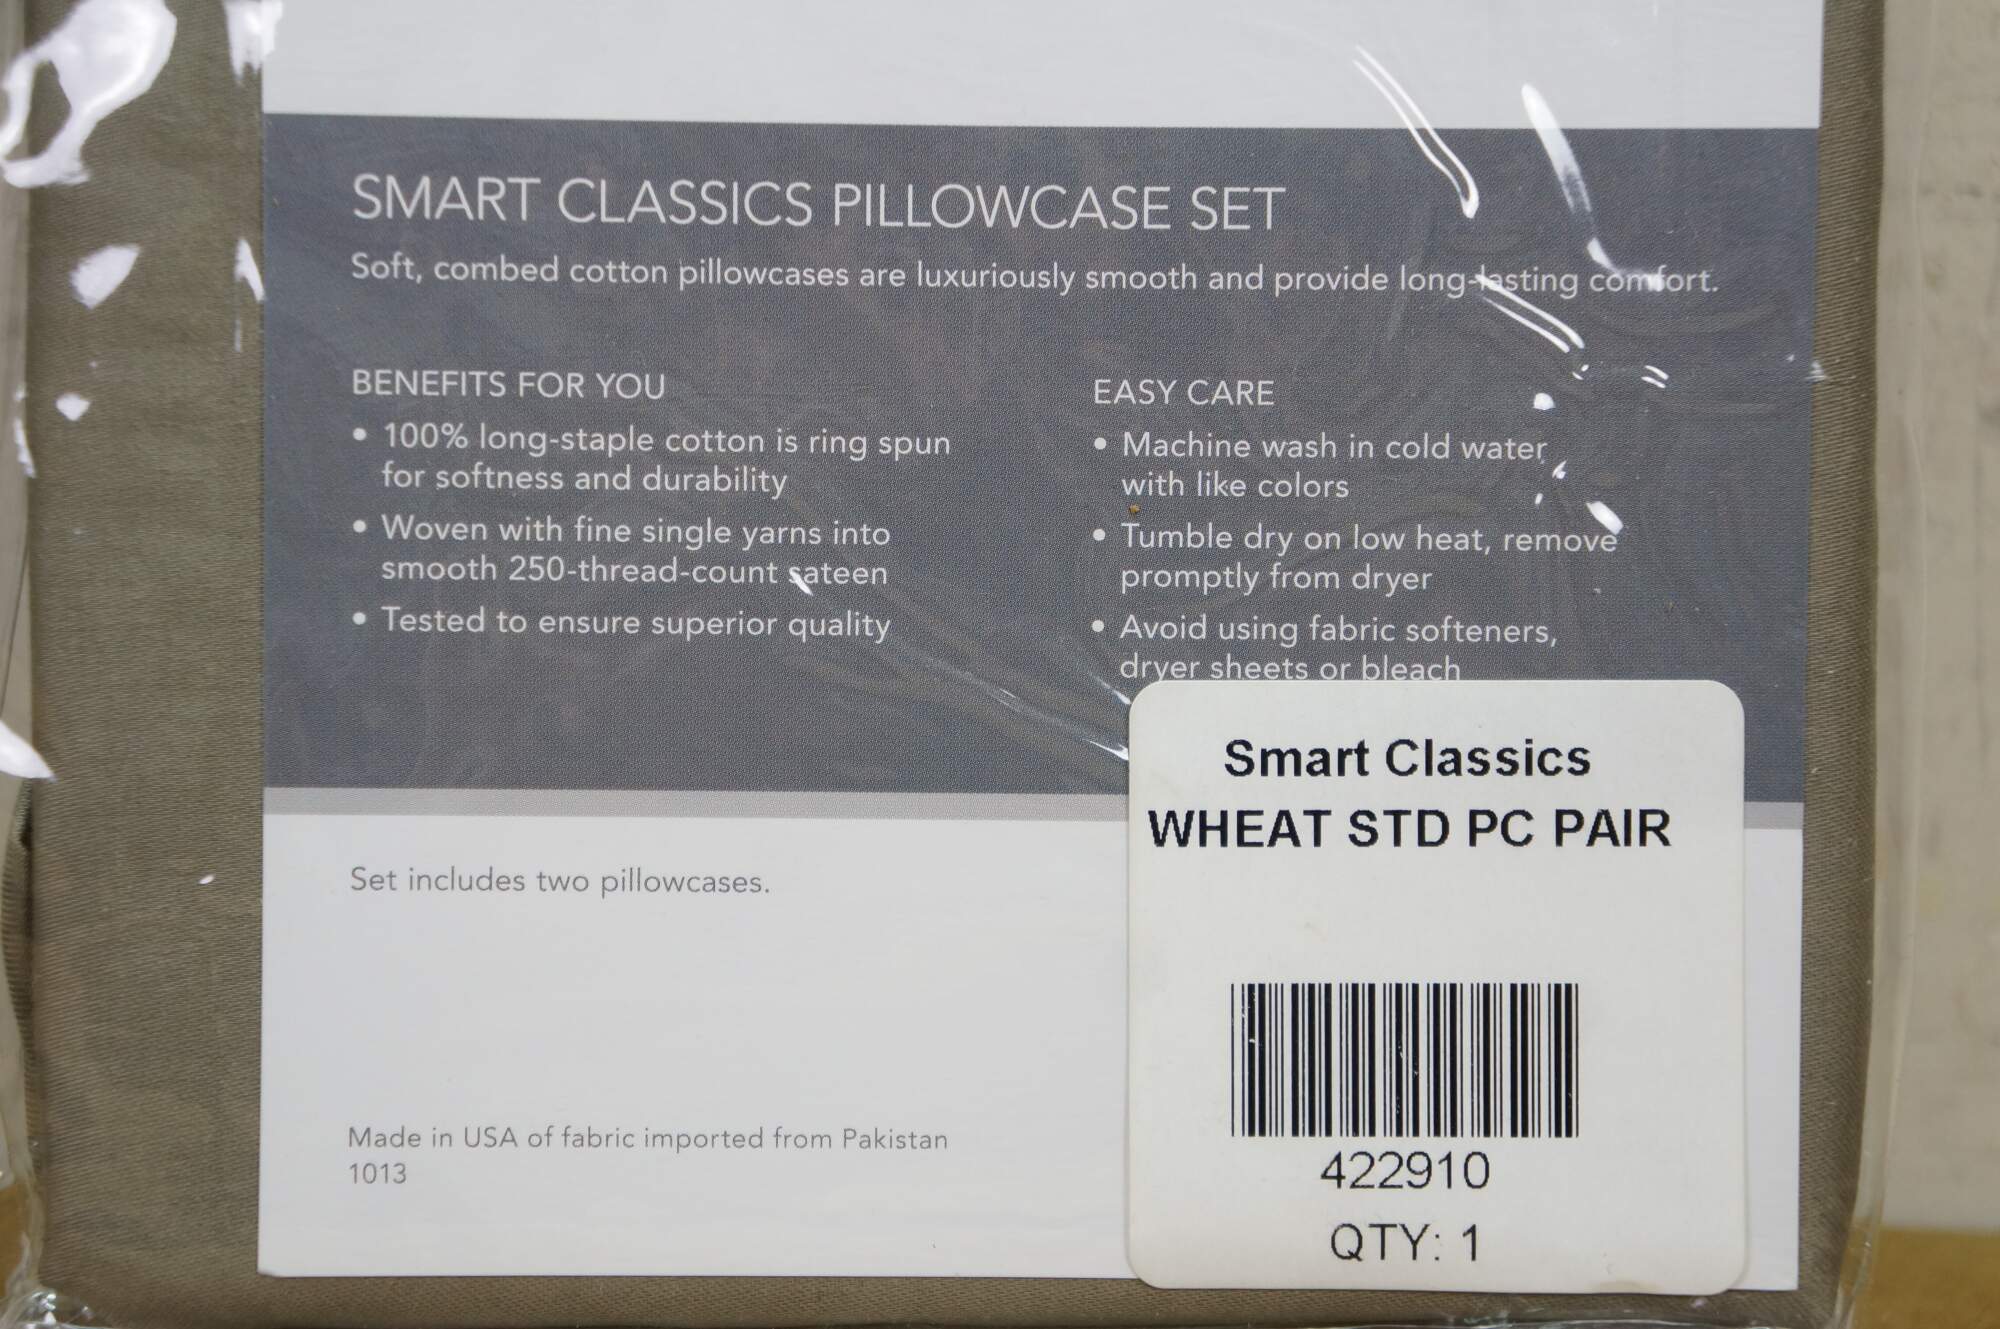 SMART CLASSICS PILLOWCASE SET
Soft, combed cotton pillowcases are luxuriously smooth and provide long-lasting comfort.
BENEFITS FOR YOU
• 100% long-staple cotton is ring spun
for softness and durability
• Woven with fine single yarns into
smooth 250-thread-count sateen
• Tested to ensure superior quality
EASY CARE
• Machine wash in cold water
with like colors
• Tumble dry on low heat, remove
promptly from dryer
• Avoid using fabric softeners,
dryer sheets or bleach
Set includes two pillowcases.
Made in USA of fabric imported from Pakistan
1013
Smart Classics
WHEAT STD PC PAIR
422910
QTY: 1